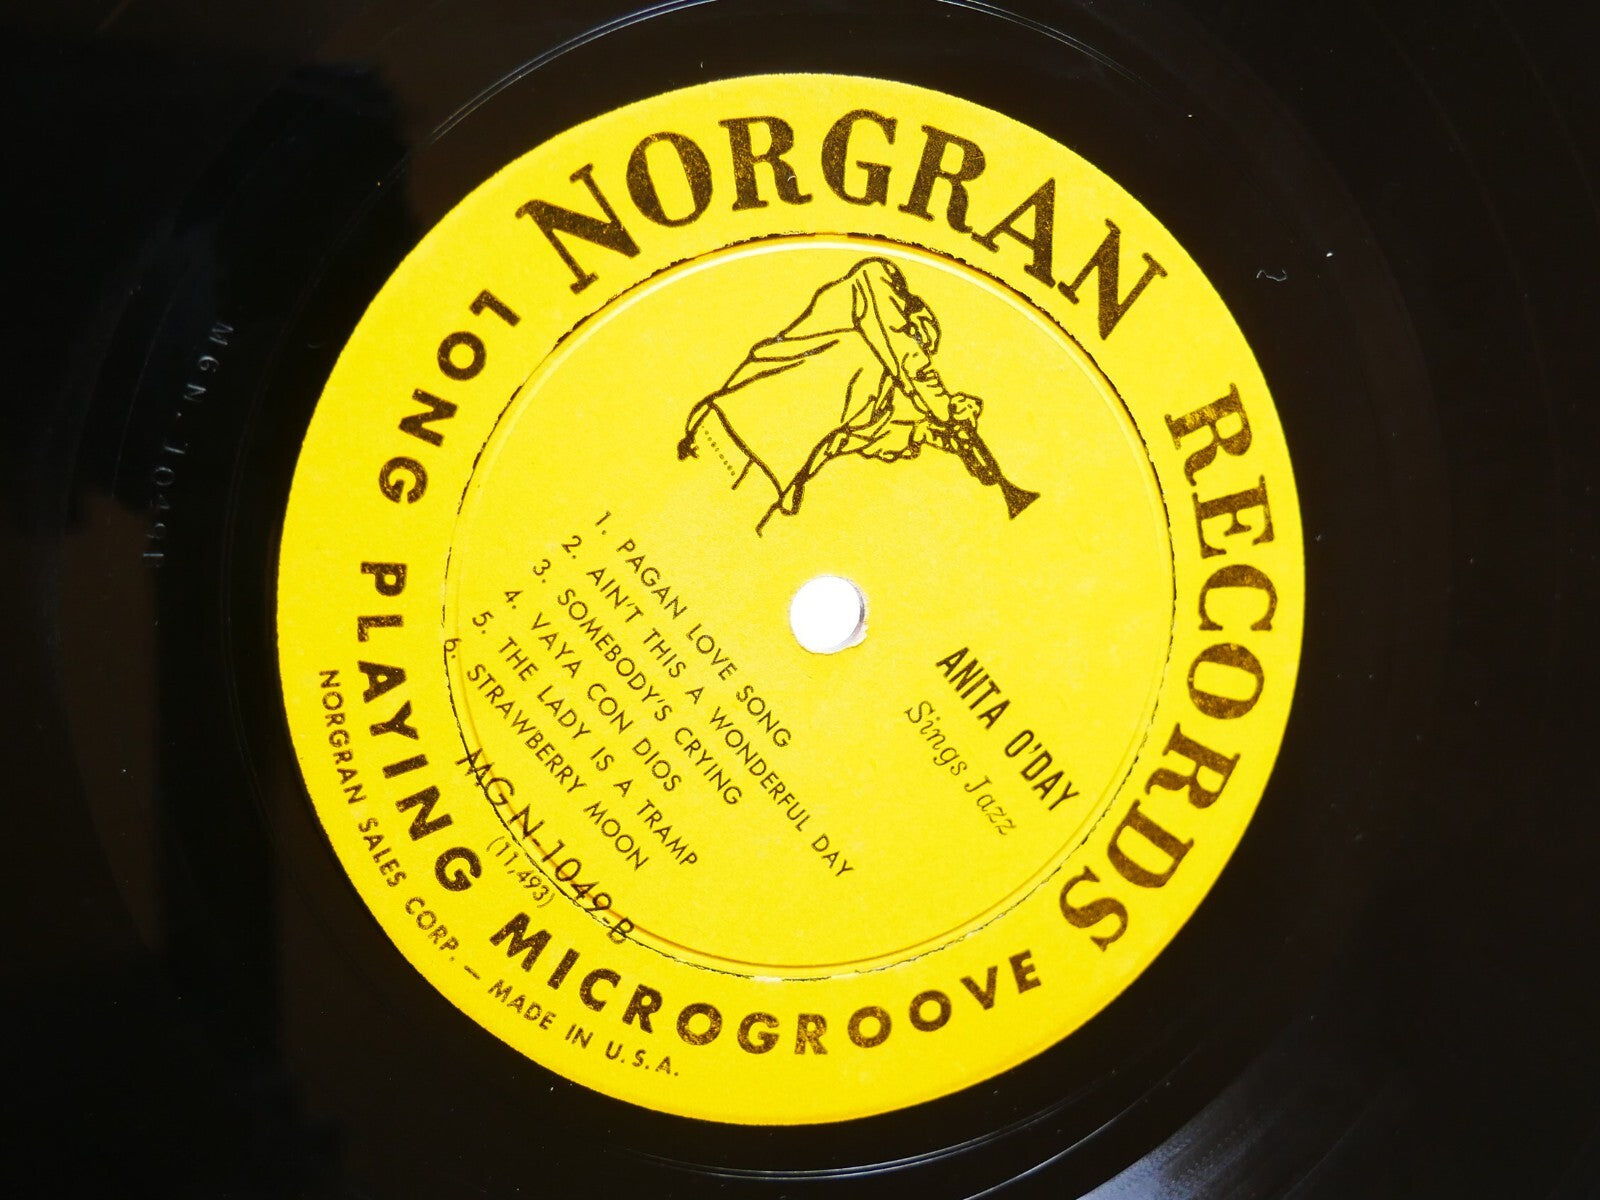 NORGRAN RECORDS
ANITA O'DAY
Sings Jazz
1. PAGAN LOVE SONG
2. AIN'T THIS A WONDERFUL DAY
3. SOMEBODY'S CRYING
4. VAYA CON DIOS
5. THE LADY IS A TRAMP
6. STRAWBERRY MOON
MG N-1049-B
(11,493)
LONG PLAYING MICROGROOVE
NORGRAN SALES CORP. — MADE IN U.S.A.
MGN.1049B